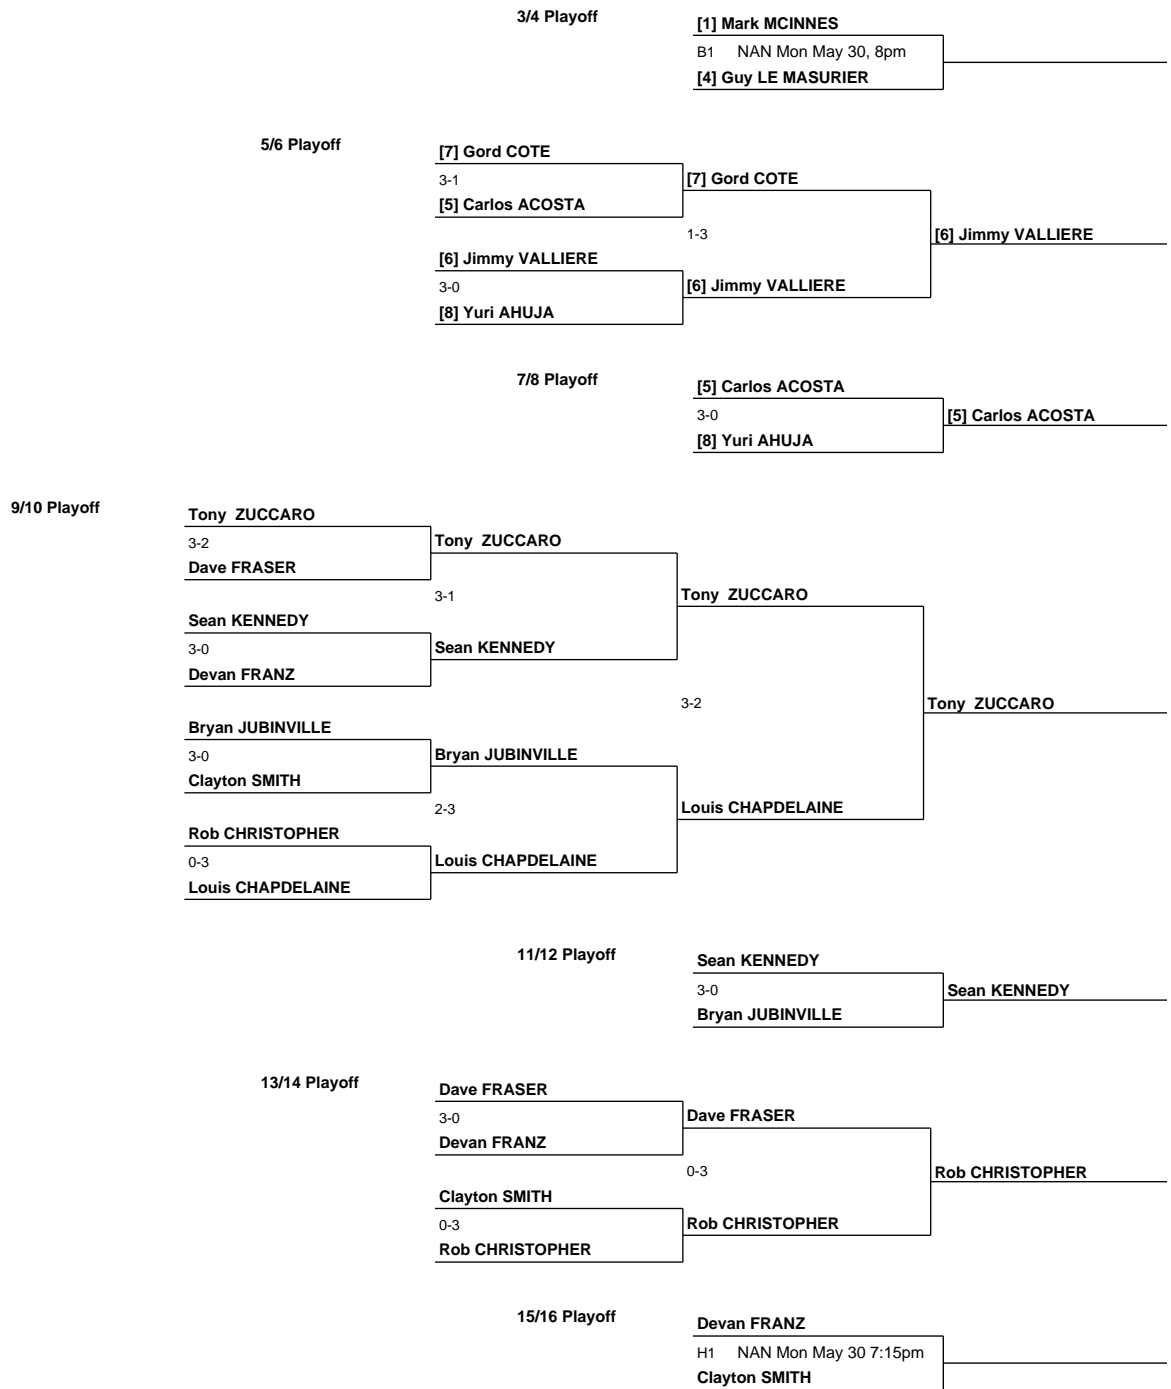 3/4 Playoff
[1] Mark MCINNES
B1 NAN Mon May 30, 8pm
[4] Guy LE MASURIER
5/6 Playoff
[7] Gord COTE
3-1
[7] Gord COTE
[5] Carlos ACOSTA
1-3
[6] Jimmy VALLIERE
[6] Jimmy VALLIERE
3-0
[6] Jimmy VALLIERE
[8] Yuri AHUJA
7/8 Playoff
[5] Carlos ACOSTA
3-0
[5] Carlos ACOSTA
[8] Yuri AHUJA
9/10 Playoff
Tony ZUCCARO
3-2
Tony ZUCCARO
Dave FRASER
3-1
Tony ZUCCARO
Sean KENNEDY
3-0
Sean KENNEDY
Devan FRANZ
3-2
Tony ZUCCARO
Bryan JUBINVILLE
3-0
Bryan JUBINVILLE
Clayton SMITH
2-3
Louis CHAPDELAINE
Rob CHRISTOPHER
0-3
Louis CHAPDELAINE
Louis CHAPDELAINE
11/12 Playoff
Sean KENNEDY
3-0
Sean KENNEDY
Bryan JUBINVILLE
13/14 Playoff
Dave FRASER
3-0
Dave FRASER
Devan FRANZ
0-3
Rob CHRISTOPHER
Clayton SMITH
0-3
Rob CHRISTOPHER
Rob CHRISTOPHER
15/16 Playoff
Devan FRANZ
H1 NAN Mon May 30 7:15pm
Clayton SMITH